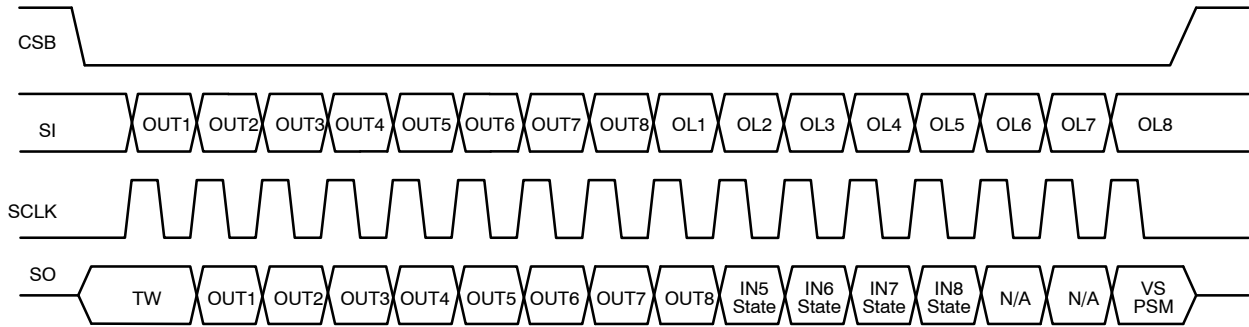 CSB
SI OUT1 OUT2 OUT3 OUT4 OUT5 OUT6 OUT7 OUT8 OL1 OL2 OL3 OL4 OL5 OL6 OL7 OL8
SCLK
SO TW OUT1 OUT2 OUT3 OUT4 OUT5 OUT6 OUT7 OUT8 IN5 IN6 IN7 IN8 N/A N/A VS
State State State State PSM